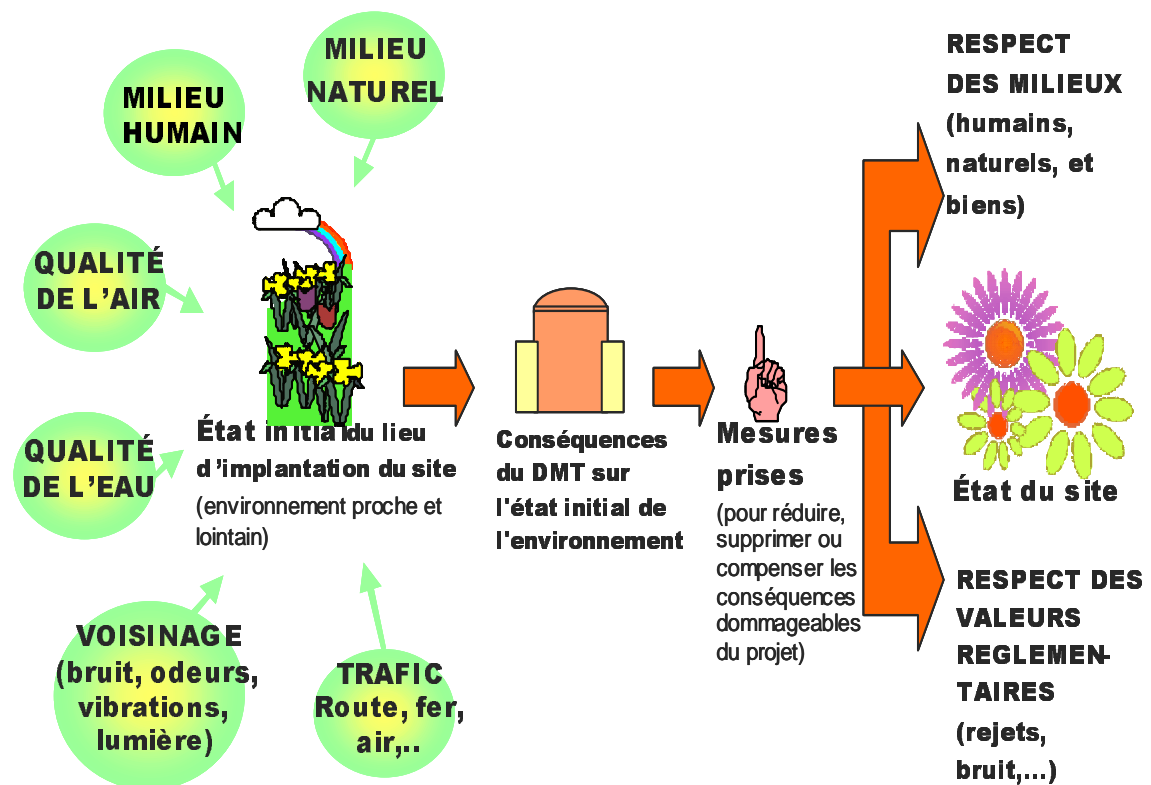 MILIEU
HUMAIN
MILIEU
NATUREL
QUALITÉ
DE L’AIR
QUALITÉ
DE L’EAU
VOISINAGE
(bruit, odeurs,
vibrations,
lumière)
TRAFIC
Route, fer,
air,..
État initial du lieu
d ’implantation du site
(environnement proche et
lointain)
Conséquences
du DMT sur
l'état initial de
l'environnement
Mesures
prises
(pour réduire,
supprimer ou
compenser les
conséquences
dommageables
du projet)
RESPECT
DES MILIEUX
(humains,
naturels, et
biens)
État du site
RESPECT DES
VALEURS
REGLEMEN-
TAIRES
(rejets,
bruit,...)